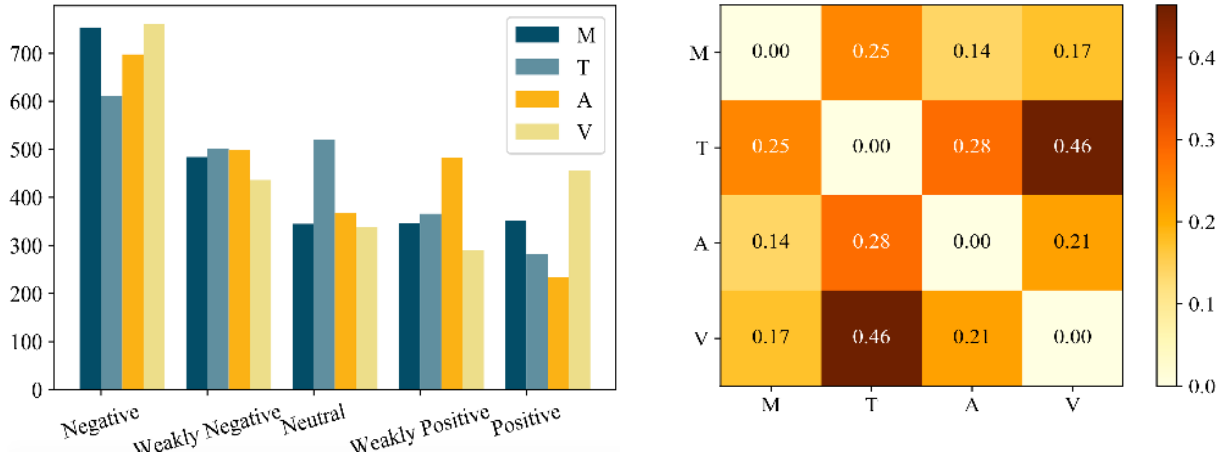 700
600
500
400
300
200
100
0
Negative
Weakly Negative
Neutral
Weakly Positive
Positive
M
T
A
V
M
T
A
V
0.00 0.25 0.14 0.17
0.25 0.00 0.28 0.46
0.14 0.28 0.00 0.21
0.17 0.46 0.21 0.00
M T A V
0.4
0.3
0.2
0.1
0.0